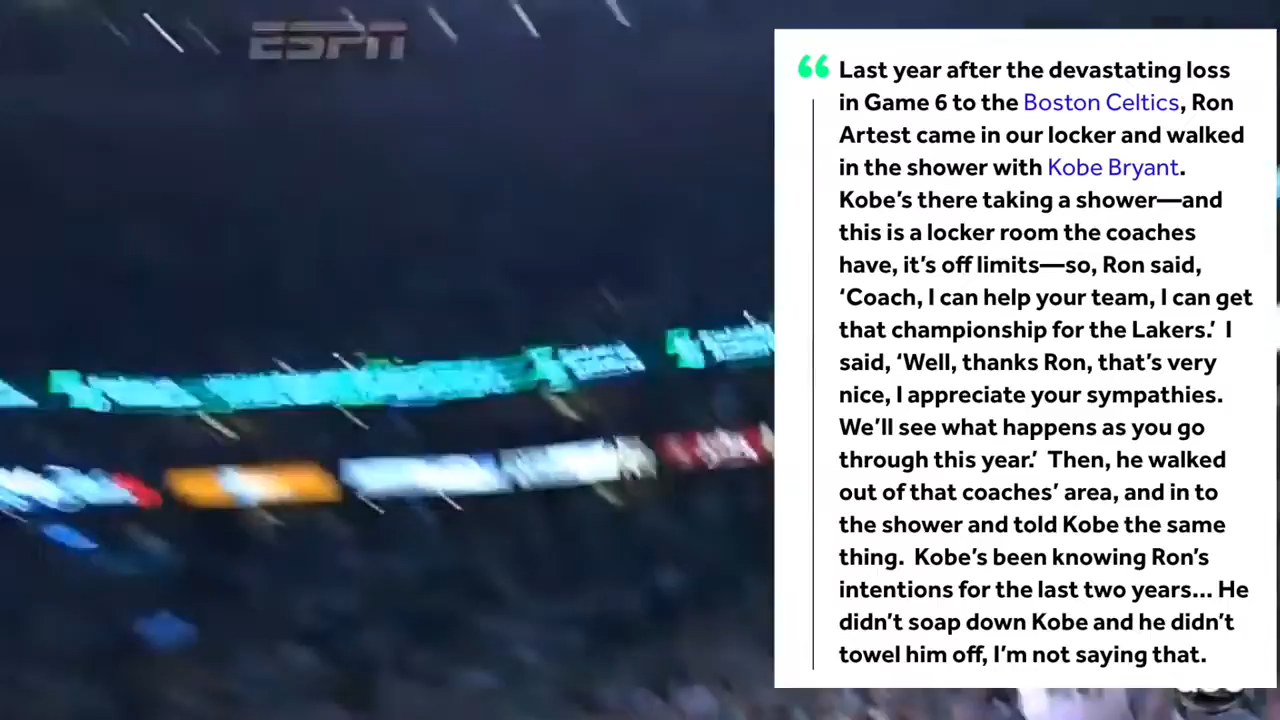 ESPN
“ Last year after the devastating loss
in Game 6 to the Boston Celtics, Ron
Artest came in our locker and walked
in the shower with Kobe Bryant.
Kobe’s there taking a shower—and
this is a locker room the coaches
have, it’s off limits—so, Ron said,
‘Coach, I can help your team, I can get
that championship for the Lakers.’ I
said, ‘Well, thanks Ron, that’s very
nice, I appreciate your sympathies.
We’ll see what happens as you go
through this year.’ Then, he walked
out of that coaches’ area, and in to
the shower and told Kobe the same
thing. Kobe’s been knowing Ron’s
intentions for the last two years... He
didn’t soap down Kobe and he didn’t
towel him off, I’m not saying that.